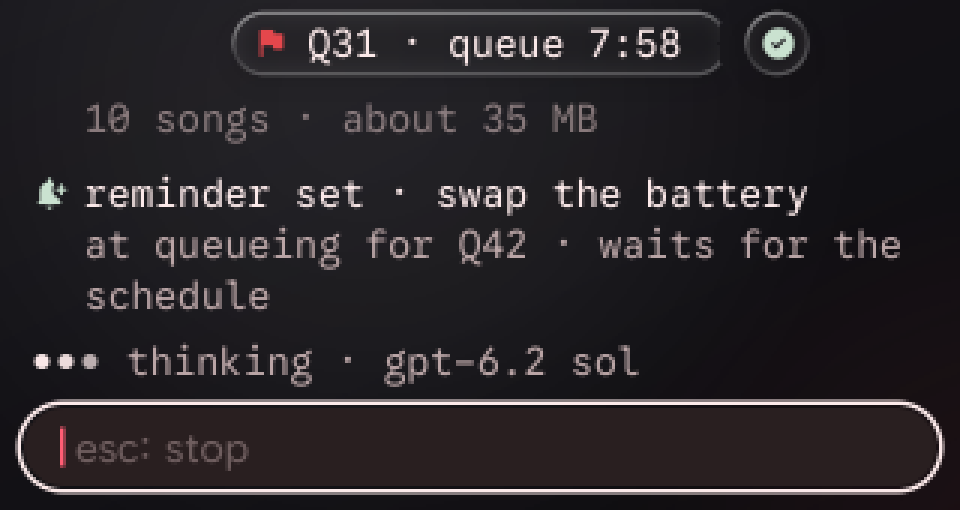 Q31 · queue 7:58
10 songs · about 35 MB
reminder set · swap the battery
at queueing for Q42 · waits for the
schedule
thinking · gpt-6.2 sol
esc: stop